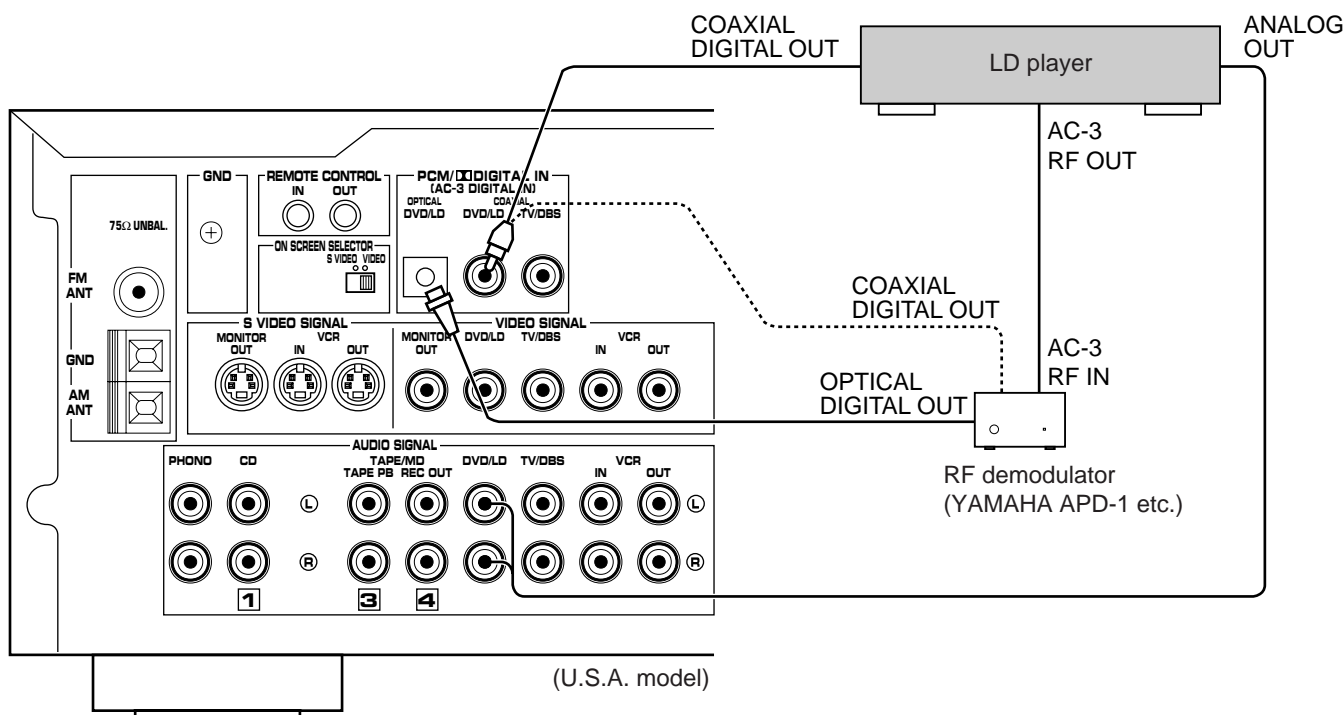 COAXIAL
DIGITAL OUT
ANALOG
OUT
LD player
AC-3
RF OUT
GND
REMOTE CONTROL
IN OUT
PCM/ DIGITAL IN
(AC-3 DIGITAL IN)
OPTICAL COAXIAL
DVD/LD DVD/LD TV/DBS
75Ω UNBAL.
ON SCREEN SELECTOR
S VIDEO VIDEO
FM
ANT
COAXIAL
DIGITAL OUT
S VIDEO SIGNAL VIDEO SIGNAL
MONITOR VCR MONITOR DVD/LD TV/DBS VCR
OUT IN OUT OUT IN OUT
GND
AM
ANT
AC-3
RF IN
OPTICAL
DIGITAL OUT
AUDIO SIGNAL
PHONO CD TAPE/MD DVD/LD TV/DBS VCR
TAPE PB REC OUT IN OUT
L L
R R
1 3 4
RF demodulator
(YAMAHA APD-1 etc.)
(U.S.A. model)